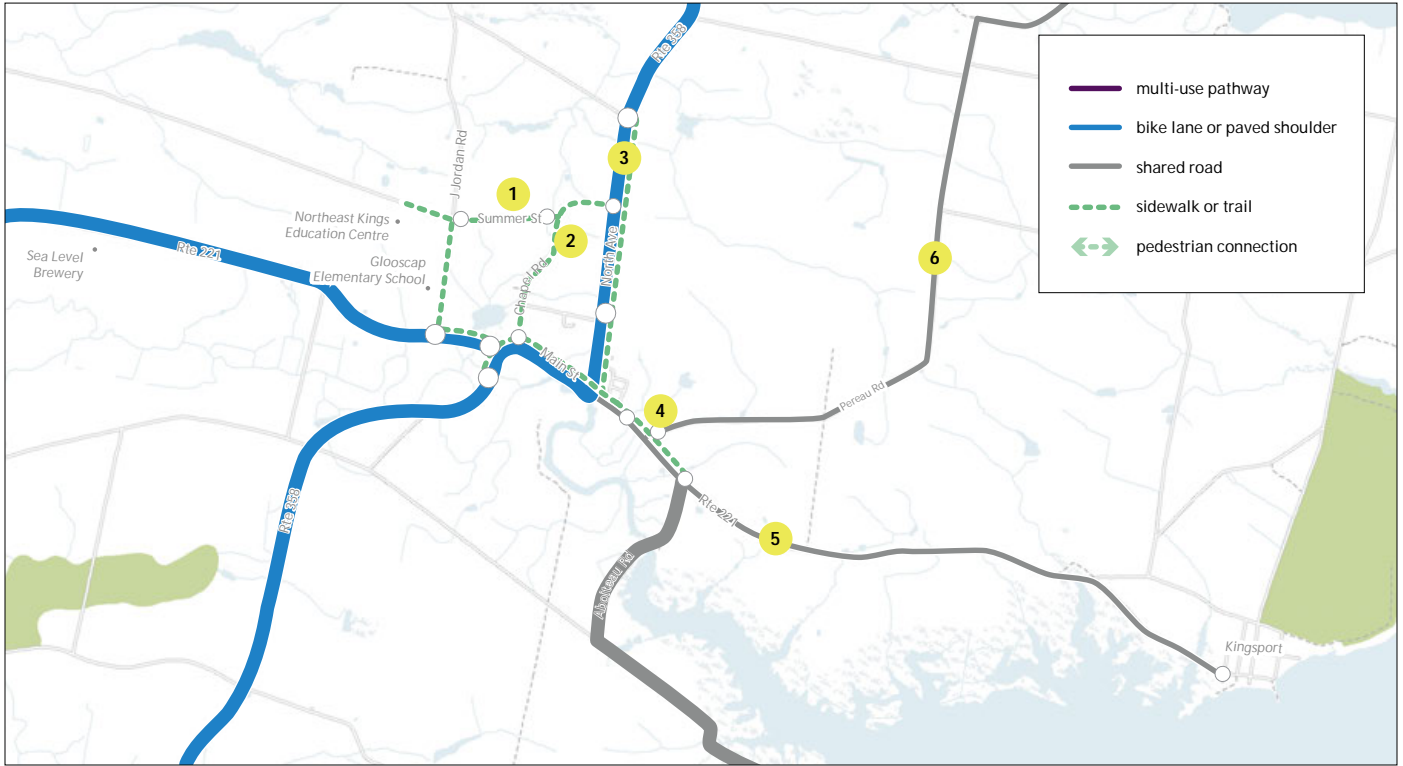 Rte 358
multi-use pathway
bike lane or paved shoulder
shared road
sidewalk or trail
pedestrian connection
J Jordan Rd
3
1
Northeast Kings
Education Centre
Summer St
2
Rte 221
Sea Level
Brewery
Glooscap
Elementary School
Chapel Rd
North Ave
6
Main St
4
Pereau Rd
Rte 358
Rte 221
5
Aboiteau Rd
Kingsport